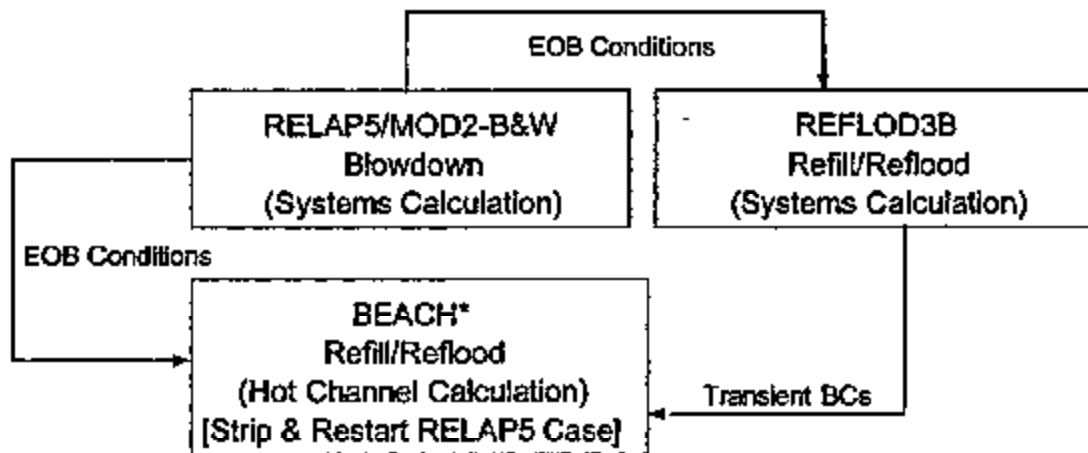 EOB Conditions
RELAP5/MOD2-B&W
Blowdown
(Systems Calculation)
REFLOD3B
Refill/Reflood
(Systems Calculation)
EOB Conditions
BEACH*
Refill/Reflood
(Hot Channel Calculation)
[Strip & Restart RELAP5 Case]
Transient BCs